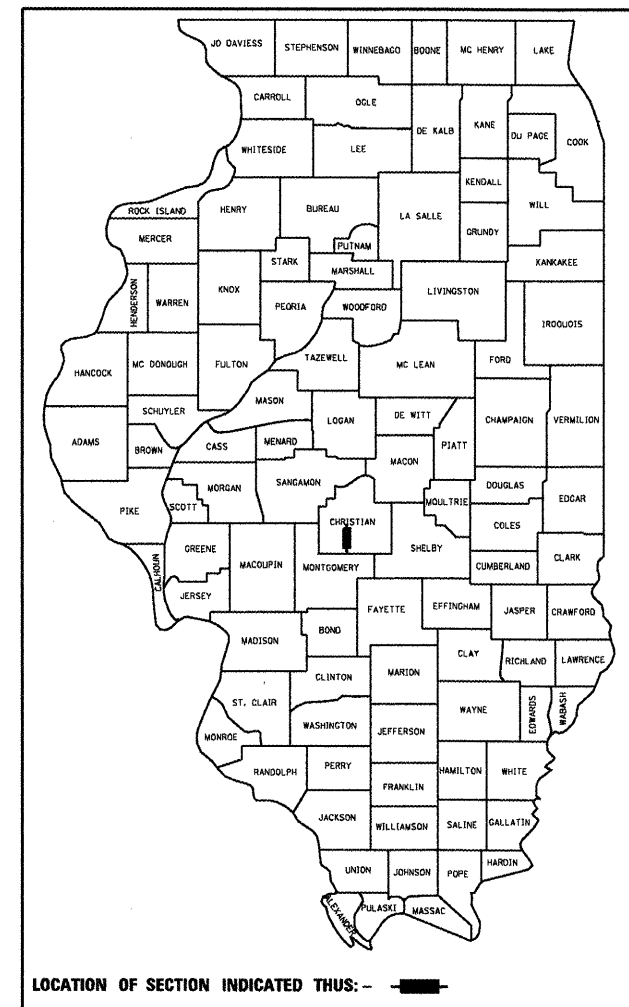 JO DAVIESS STEPHENSON WINNEBAGO BOONE MC HENRY LAKE
CARROLL OGLE DE KALB KANE DU PAGE COOK
WHITESIDE LEE
KENDALL WILL
ROCK ISLAND HENRY BUREAU LA SALLE GRUNDY
MERCER PUTNAM
STARK MARSHALL KANKAKEE
HENDERSON WARREN KNOX PEORIA WOODFORD LIVINGSTON IROQUOIS
HANCOCK MC DONOUGH FULTON TAZEWELL MC LEAN FORD
MASON
SCHUYLER LOGAN DE WITT CHAMPAIGN VERMILION
ADAMS BROWN CASS MENARD PIATT
MACON
MORGAN SANGAMON DOUGLAS
PIKE SCOTT MOULTRIE EDGAR
CHRISTIAN COLES
GREENE MACOUPIN MONTGOMERY SHELBY CLARK
CALHOUN JERSEY CUMBERLAND
FAYETTE EFFINGHAM JASPER CRAWFORD
MADISON BOND
CLAY RICHLAND LAWRENCE
CLINTON MARION
ST. CLAIR WAYNE EDWARDS WABASH
MONROE WASHINGTON JEFFERSON
RANDOLPH PERRY HAMILTON WHITE
FRANKLIN
JACKSON WILLIAMSON SALINE GALLATIN
UNION JOHNSON POPE HARDIN
ALEXANDER PULASKI MASSAC
LOCATION OF SECTION INDICATED THUS: -